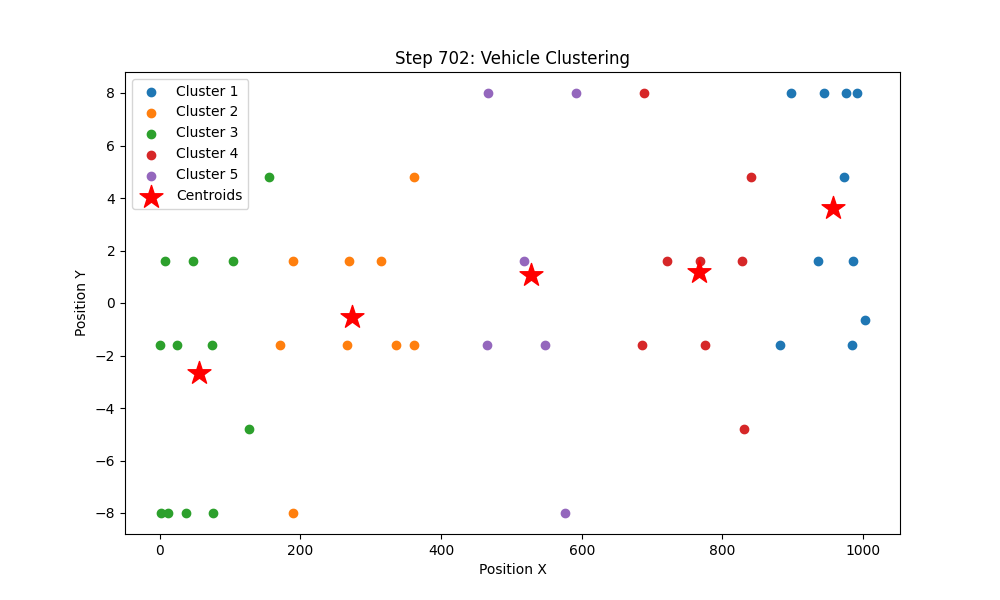 Step 702: Vehicle Clustering
Cluster 1
Cluster 2
Cluster 3
Cluster 4
Cluster 5
Centroids
Position Y
8
6
4
2
0
−2
−4
−6
−8
0 200 400 600 800 1000
Position X